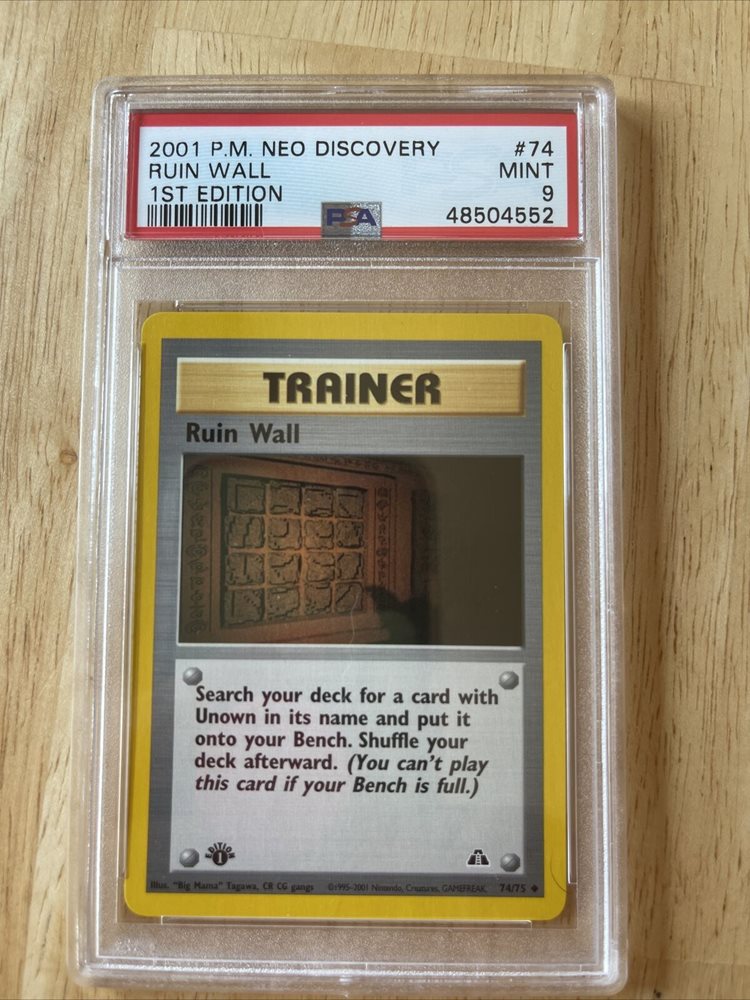 2001 P.M. NEO DISCOVERY #74
RUIN WALL MINT
1ST EDITION 9
PSA 48504552
TRAINER
Ruin Wall
Search your deck for a card with
Unown in its name and put it
onto your Bench. Shuffle your
deck afterward. (You can't play
this card if your Bench is full.)
EDITION
1
Illus. "Big Mama" Tagawa, CR CG gangs ©1995-2001 Nintendo, Creatures, GAMEFREAK. 74/75